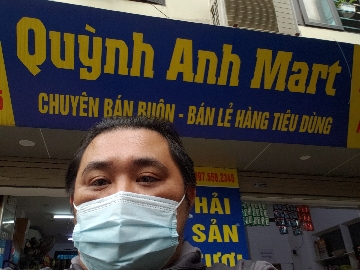 Quỳnh Anh Mart
CHUYÊN BÁN BUÔN - BÁN LẺ HÀNG TIÊU DÙNG
HẢI
SẢN